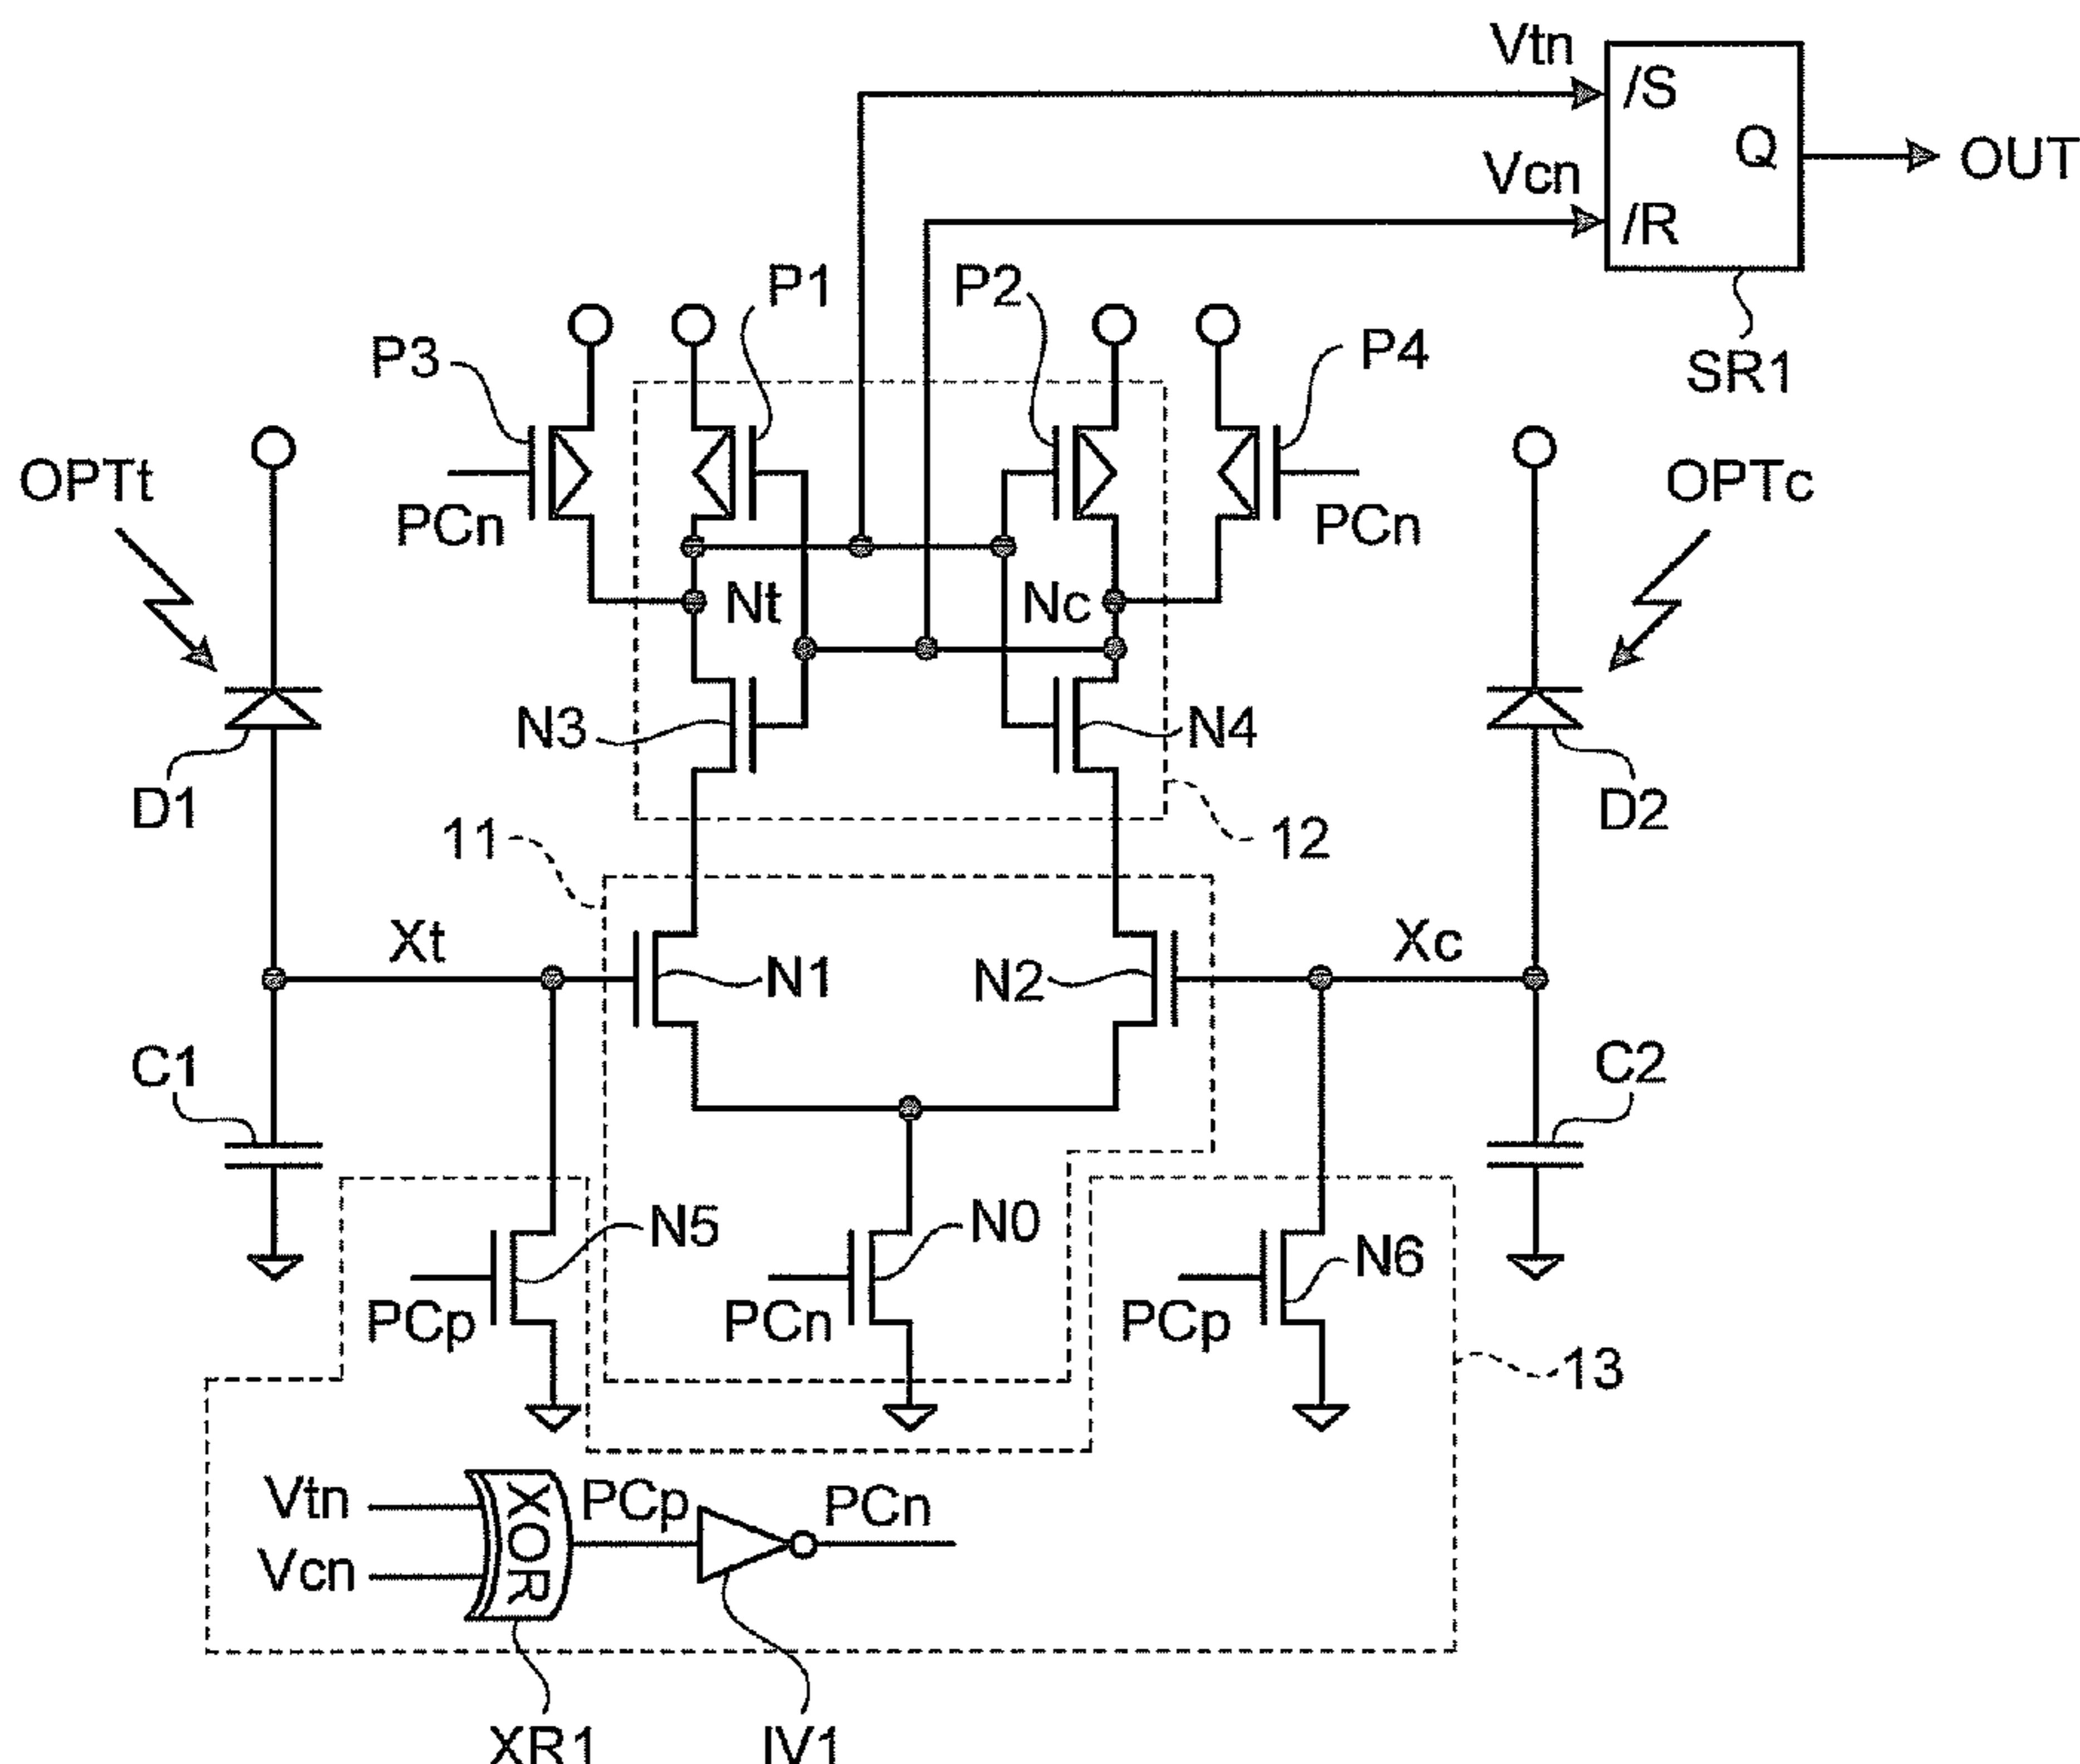 Vtn
/S
Q
OUT
Vcn
/R
SR1
P1
P2
P3
P4
OPTt
OPTc
PCn
PCn
Nt
Nc
N3
N4
D1
D2
11
12
Xt
Xc
N1
N2
C1
C2
N5
N0
N6
PCp
PCn
PCp
13
Vtn
Vcn
XOR
PCp
PCn
XR1
IV1